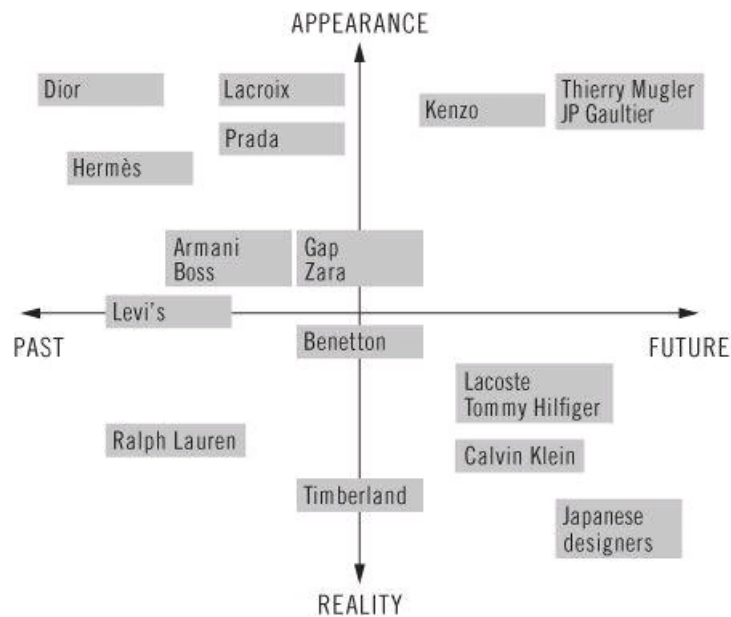 APPEARANCE
Dior
Lacroix
Kenzo
Thierry Mugler
JP Gaultier
Prada
Hermès
Armani
Boss
Gap
Zara
Levi's
PAST
Benetton
FUTURE
Lacoste
Tommy Hilfiger
Ralph Lauren
Calvin Klein
Timberland
Japanese
designers
REALITY